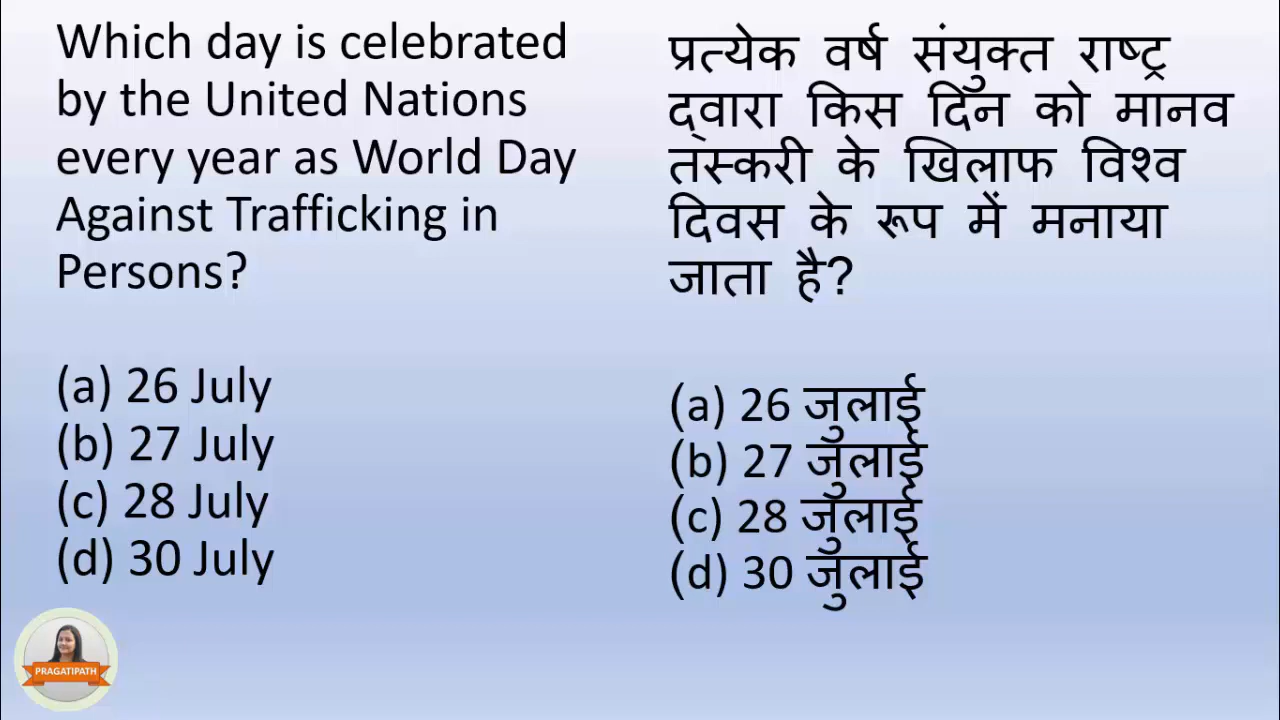 Which day is celebrated
by the United Nations
every year as World Day
Against Trafficking in
Persons?
(a) 26 July
(b) 27 July
(c) 28 July
(d) 30 July
प्रत्येक वर्ष संयुक्त राष्ट्र
द्वारा किस दिन को मानव
तस्करी के खिलाफ विश्व
दिवस के रूप में मनाया
जाता है?
(a) 26 जुलाई
(b) 27 जुलाई
(c) 28 जुलाई
(d) 30 जुलाई
PRAGATIPATH